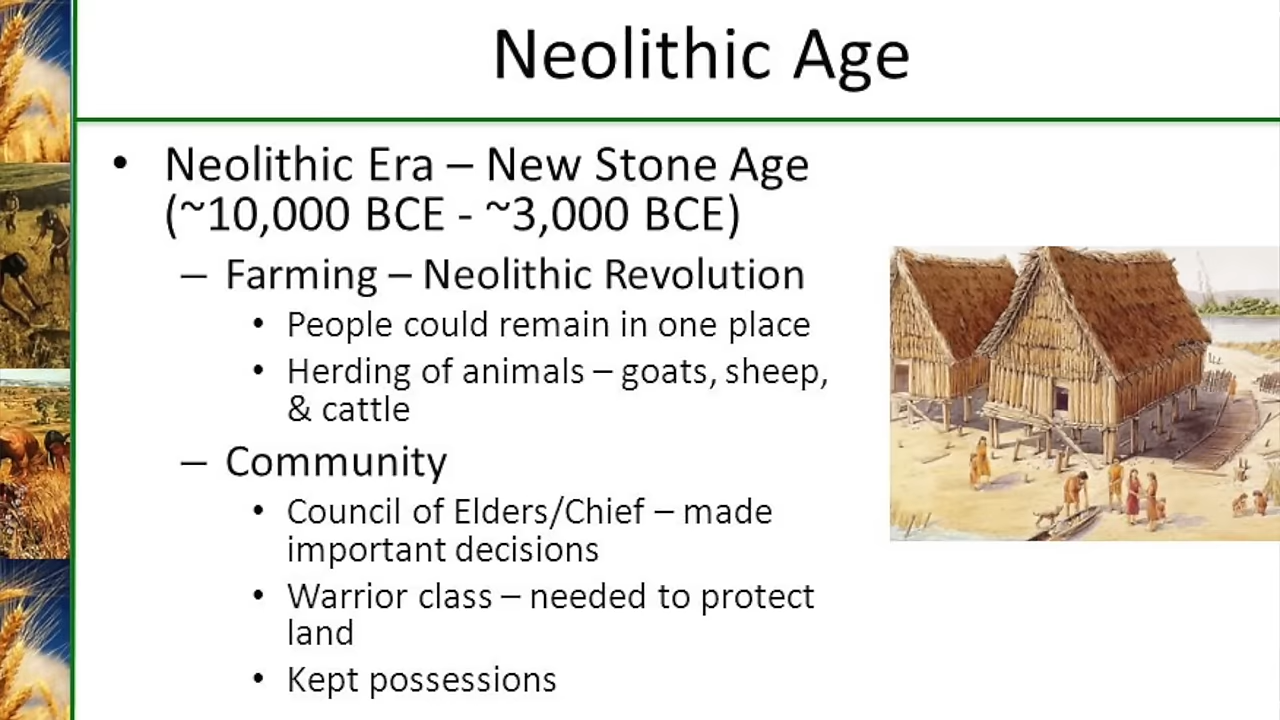 Neolithic Age
• Neolithic Era – New Stone Age
(~10,000 BCE - ~3,000 BCE)
– Farming – Neolithic Revolution
• People could remain in one place
• Herding of animals – goats, sheep,
& cattle
– Community
• Council of Elders/Chief – made
important decisions
• Warrior class – needed to protect
land
• Kept possessions